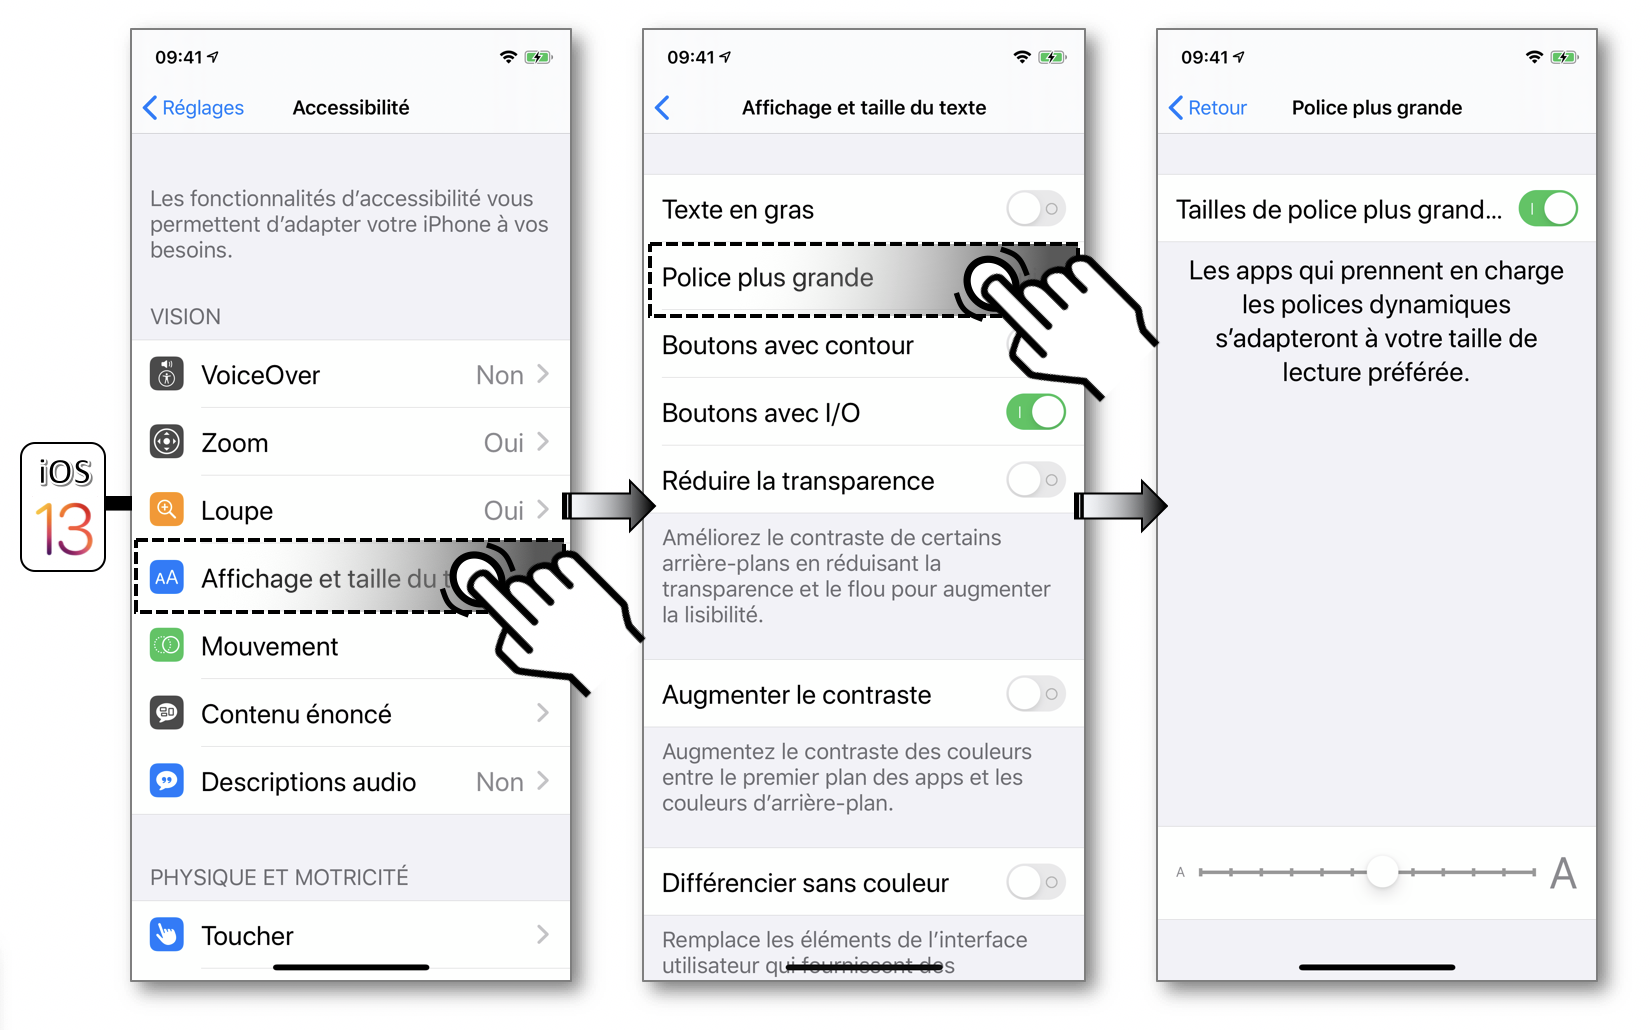 iOS
13
09:41
Réglages
Accessibilité
Les fonctionnalités d’accessibilité vous
permettent d’adapter votre iPhone à vos
besoins.
VISION
VoiceOver
Non
Zoom
Oui
Loupe
Oui
AA
Affichage et taille du
Mouvement
Contenu énoncé
Descriptions audio
Non
PHYSIQUE ET MOTRICITÉ
Toucher
09:41
Affichage et taille du texte
Texte en gras
Police plus grande
Boutons avec contour
Boutons avec I/O
Réduire la transparence
Améliorez le contraste de certains
arrière-plans en réduisant la
transparence et le flou pour augmenter
la lisibilité.
Augmenter le contraste
Augmentez le contraste des couleurs
entre le premier plan des apps et les
couleurs d’arrière-plan.
Différencier sans couleur
Remplace les éléments de l’interface
utilisateur qui fournissent des
09:41
Retour
Police plus grande
Tailles de police plus grand...
Les apps qui prennent en charge
les polices dynamiques
s’adapteront à votre taille de
lecture préférée.
A
A